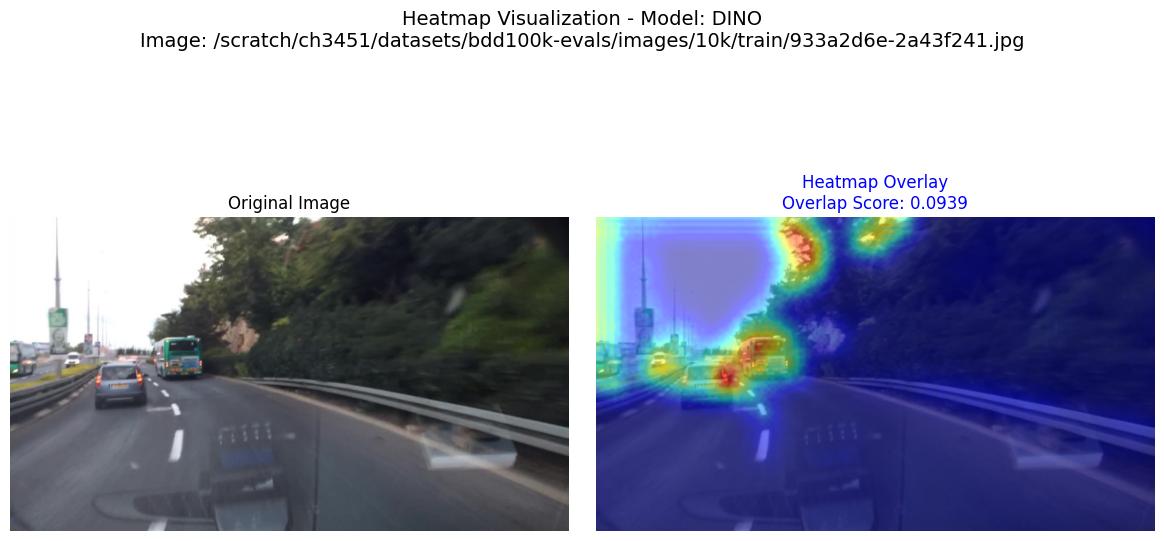 Heatmap Visualization - Model: DINO
Image: /scratch/ch3451/datasets/bdd100k-evals/images/10k/train/933a2d6e-2a43f241.jpg
Original Image
Heatmap Overlay
Overlap Score: 0.0939